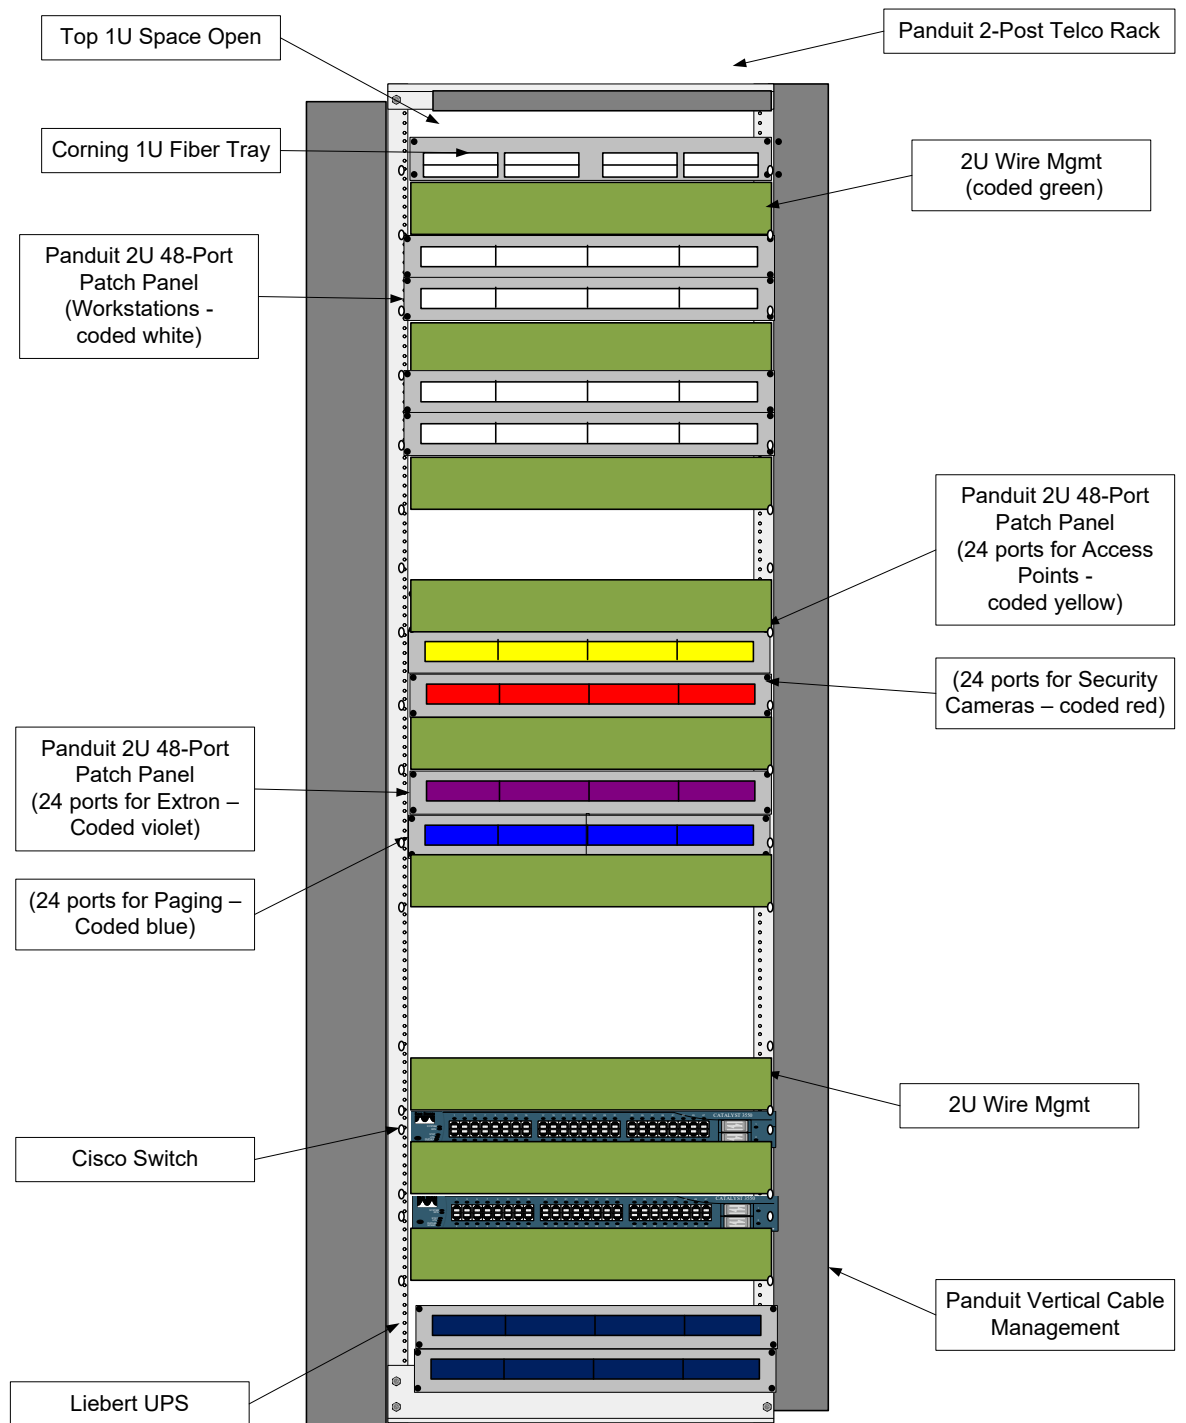 Top 1U Space Open
Panduit 2-Post Telco Rack
Corning 1U Fiber Tray
2U Wire Mgmt
(coded green)
Panduit 2U 48-Port
Patch Panel
(Workstations -
coded white)
Panduit 2U 48-Port
Patch Panel
(24 ports for Access
Points -
coded yellow)
(24 ports for Security
Cameras – coded red)
Panduit 2U 48-Port
Patch Panel
(24 ports for Extron –
Coded violet)
(24 ports for Paging –
Coded blue)
2U Wire Mgmt
CATALYST 3550
Cisco Switch
CATALYST 3550
Panduit Vertical Cable
Management
Liebert UPS